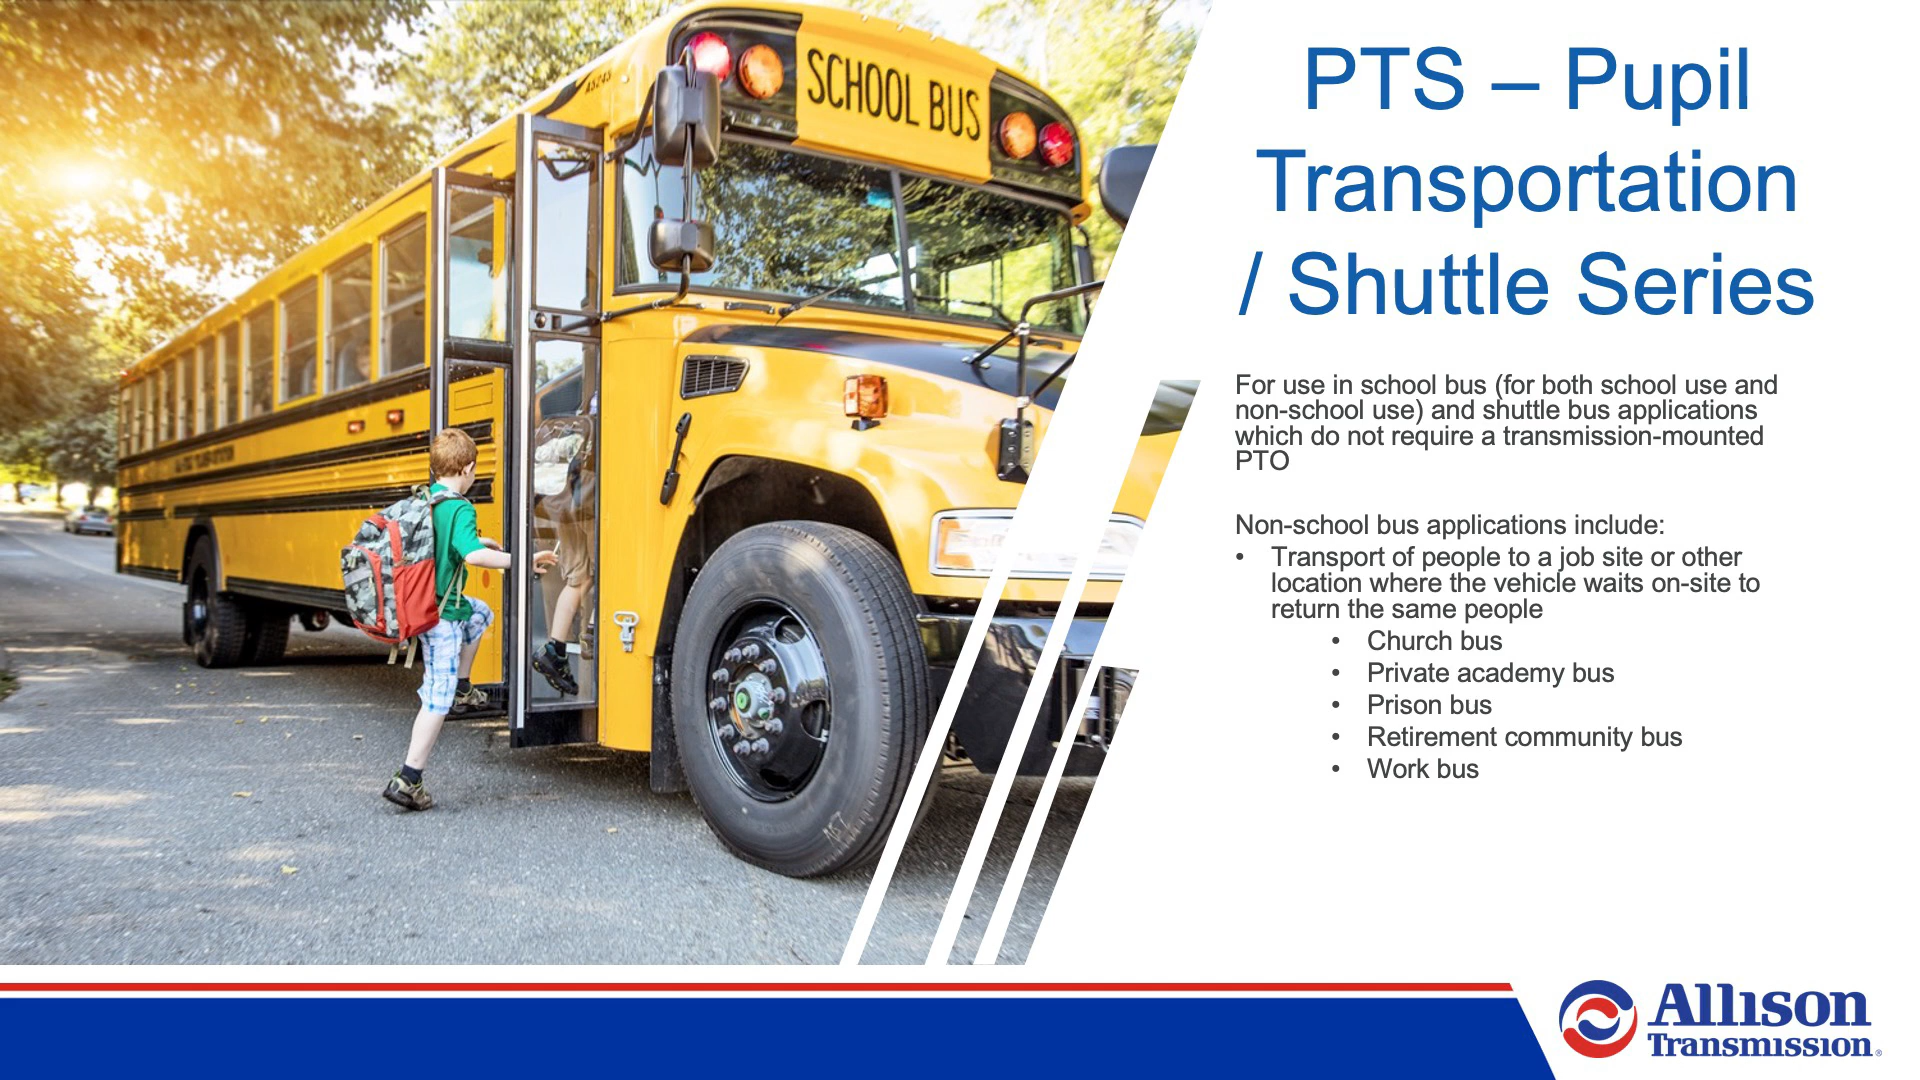 45245
SCHOOL BUS
PTS – Pupil
Transportation
/ Shuttle Series
For use in school bus (for both school use and
non-school use) and shuttle bus applications
which do not require a transmission-mounted
PTO
Non-school bus applications include:
• Transport of people to a job site or other
location where the vehicle waits on-site to
return the same people
• Church bus
• Private academy bus
• Prison bus
• Retirement community bus
• Work bus
Allison
Transmission®